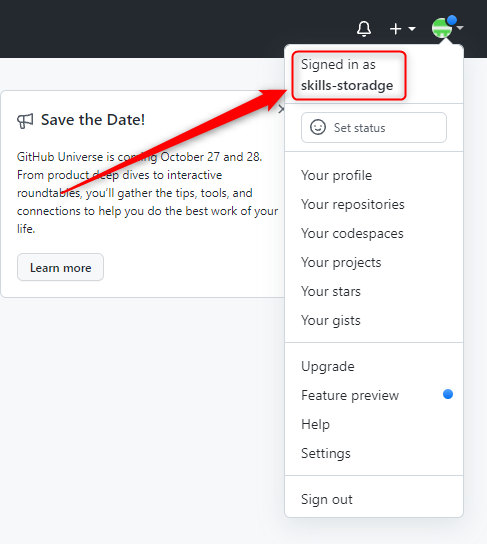 Signed in as
skills-storadge
Save the Date!
GitHub Universe is coming October 27 and 28.
From product deep dives to interactive
roundtables, you'll gather the tips, tools, and
connections to help you do the best work of your
life.
Learn more
Set status
Your profile
Your repositories
Your codespaces
Your projects
Your stars
Your gists
Upgrade
Feature preview
Help
Settings
Sign out